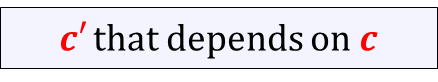 c′ that depends on c